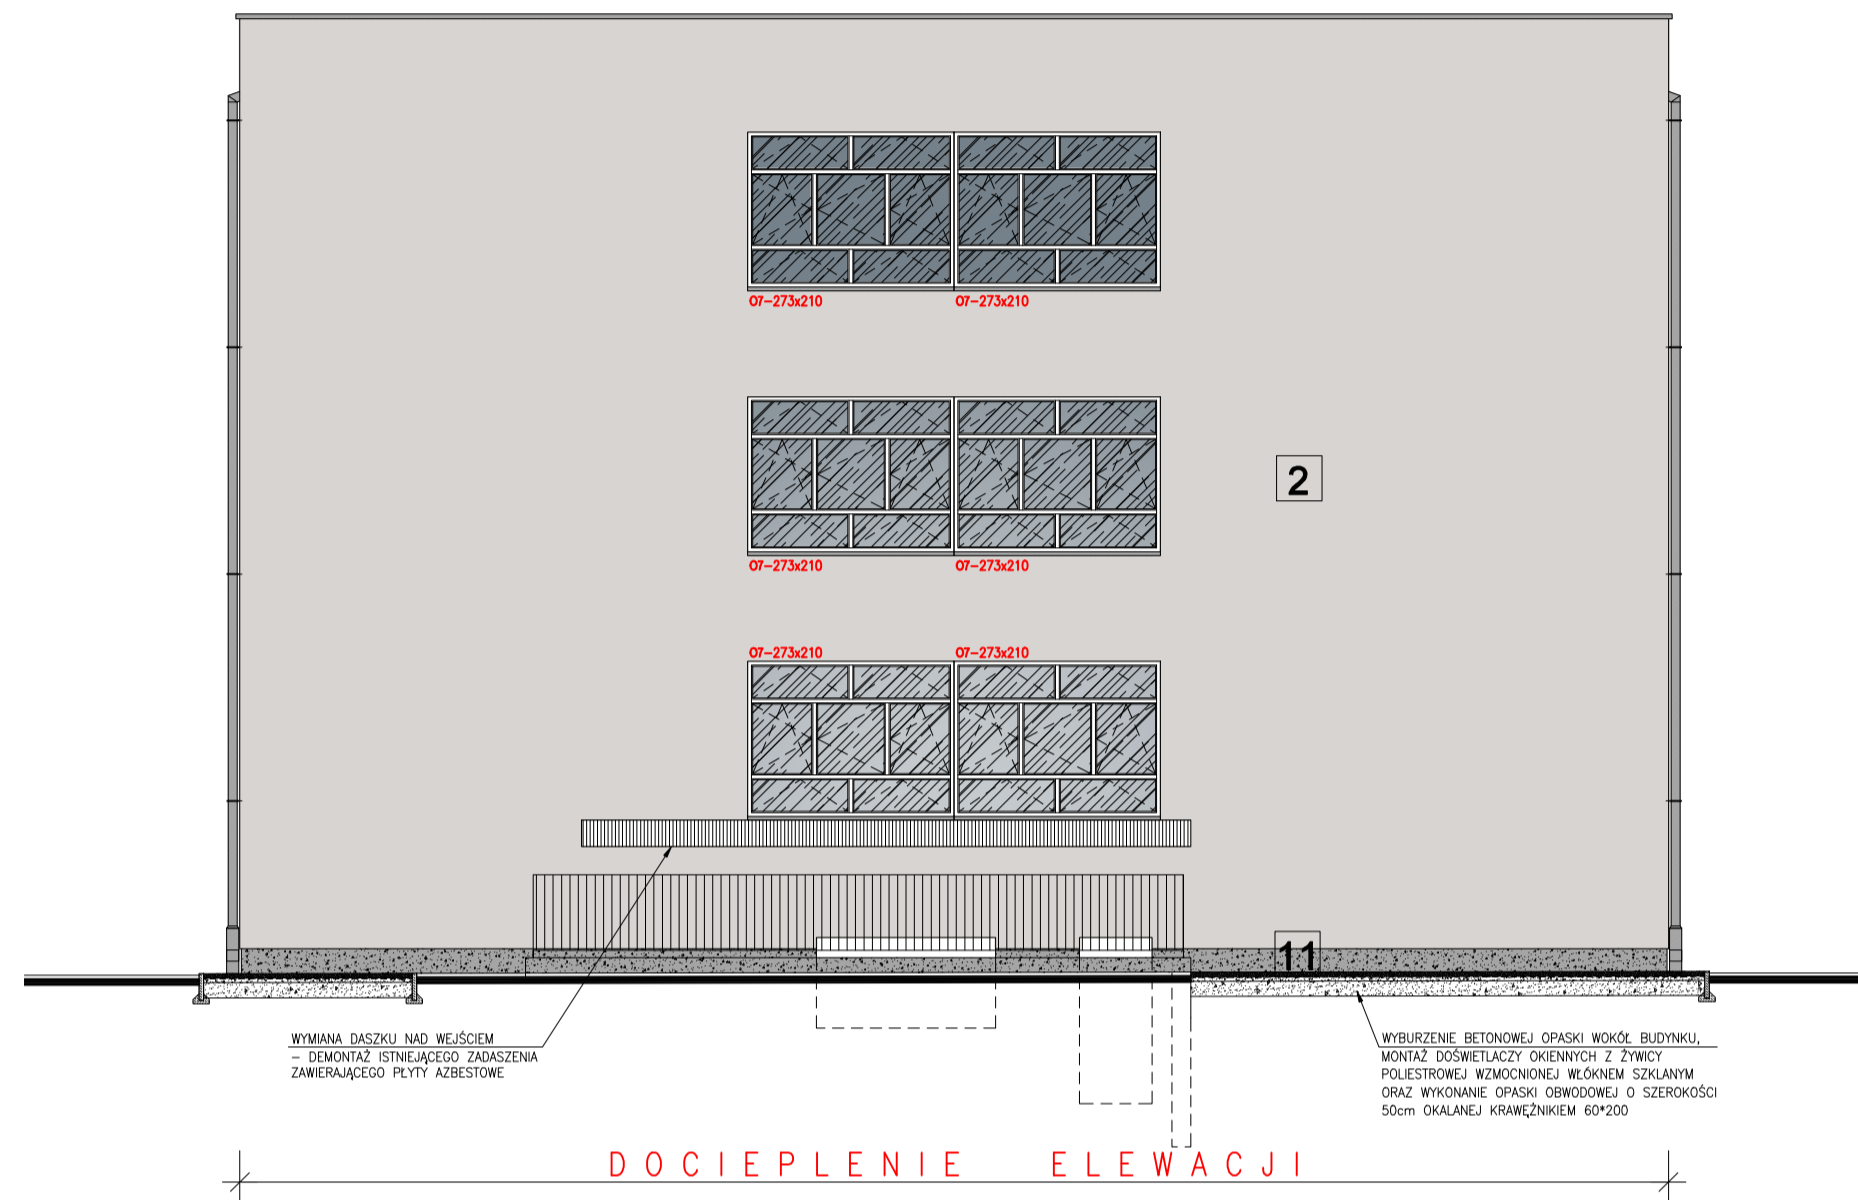 O7-273x210 O7-273x210
O7-273x210 O7-273x210
2
O7-273x210 O7-273x210
11
WYMIANA DASZKU NAD WEJŚCIEM
- DEMONTAŻ ISTNIEJĄCEGO ZADASZENIA
ZAWIERAJĄCEGO PŁYTY AZBESTOWE
WYBURZENIE BETONOWEJ OPASKI WOKÓŁ BUDYNKU,
MONTAŻ DOŚWIETLACZY OKIENNYCH Z ŻYWICY
POLIESTROWEJ WZMOCNIONEJ WŁÓKNEM SZKLANYM
ORAZ WYKONANIE OPASKI OBWODOWEJ O SZEROKOŚCI
50cm OKALANEJ KRAWĘŻNIKIEM 60*200
DOCIEPLENIE ELEWACJI